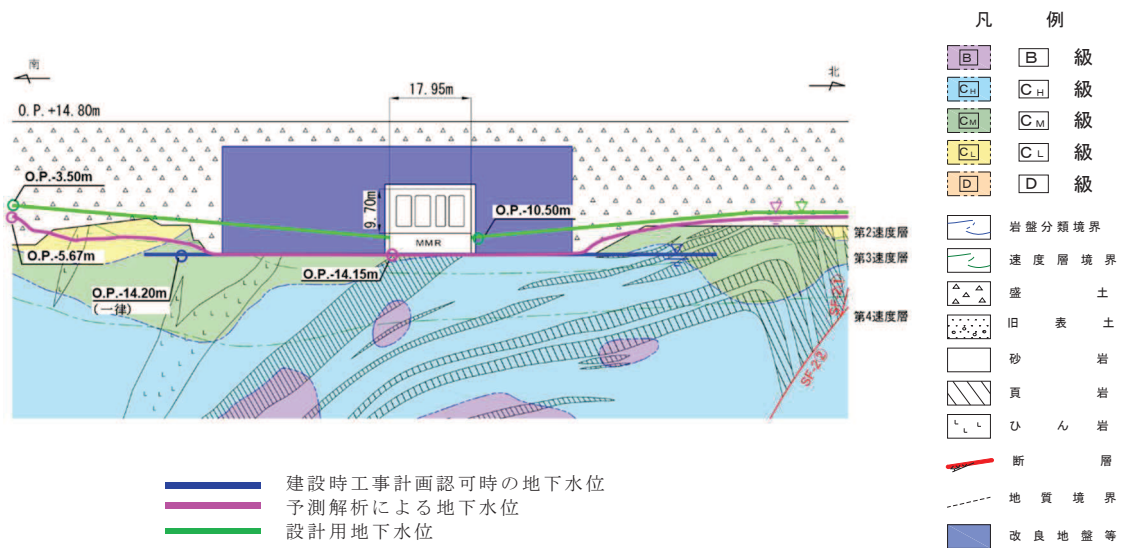 南
北
17.95m
O.P.+14.80m
O.P.-3.50m
9.70m
O.P.-10.50m
MMR
第2速度層
O.P.-5.67m
第3速度層
O.P.-14.15m
O.P.-14.20m
(一律)
第4速度層
SF-2①
SF-2②
建設時工事計画認可時の地下水位
予測解析による地下水位
設計用地下水位
凡 例
B B 級
CH CH 級
CM CM 級
CL CL 級
D D 級
岩盤分類境界
速度層境界
盛土
旧表土
砂岩
頁岩
ひん岩
断層
地質境界
改良地盤等